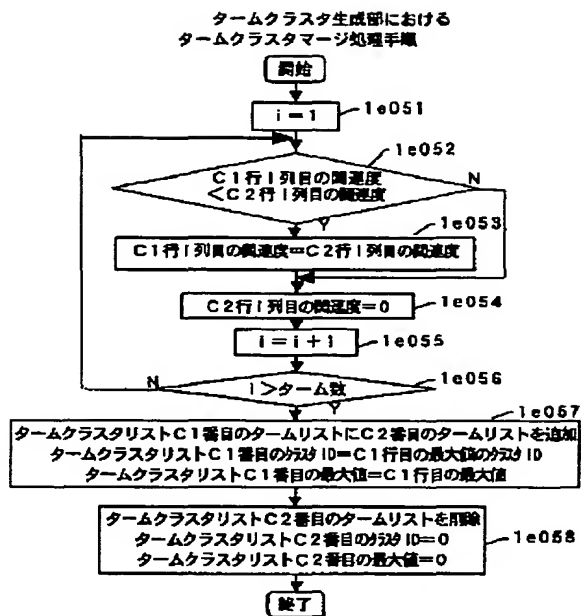 タームクラスタ生成部における
タームクラスタマージ処理手順
開始
i=1
1e051
C1行i列目の関連度
<C2行i列目の関連度
1e052
N
Y
C1行i列目の関連度=C2行i列目の関連度
1e053
C2行i列目の関連度=0
1e054
i=i+1
1e055
i>ターム数
1e056
N
Y
1e057
タームクラスタリストC1番目のタームリストにC2番目のタームリストを追加
タームクラスタリストC1番目のクラスタID=C1行目の最大値のクラスタID
タームクラスタリストC1番目の最大値=C1行目の最大値
タームクラスタリストC2番目のタームリストを削除
タームクラスタリストC2番目のクラスタID=0
タームクラスタリストC2番目の最大値=0
1e058
終了